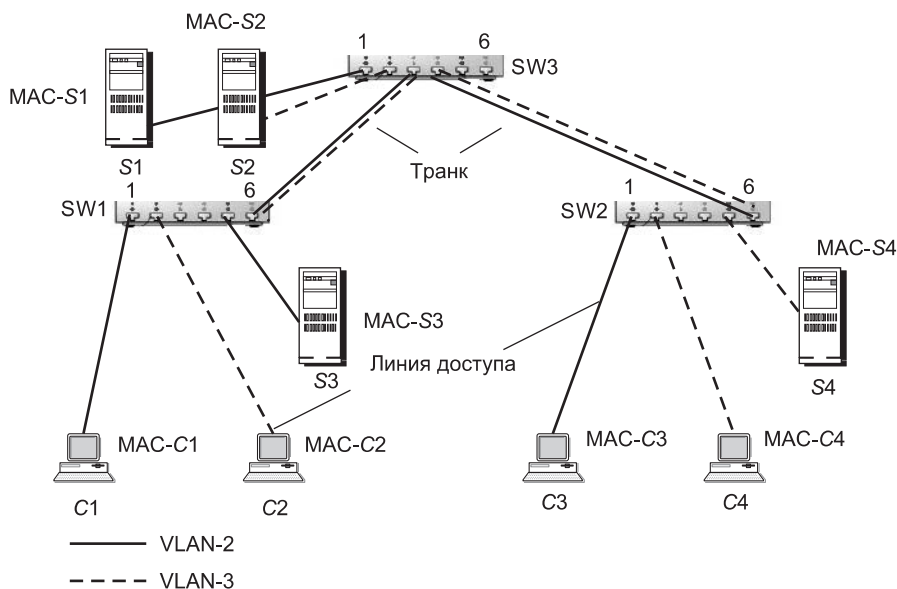 MAC-S2
1 6
SW3
MAC-S1
S1 S2
Транк
1 6
SW1
1 6
SW2
MAC-S4
MAC-S3
S3
Линия доступа
S4
MAC-C1
MAC-C2
MAC-C3
MAC-C4
C1 C2 C3 C4
VLAN-2
VLAN-3